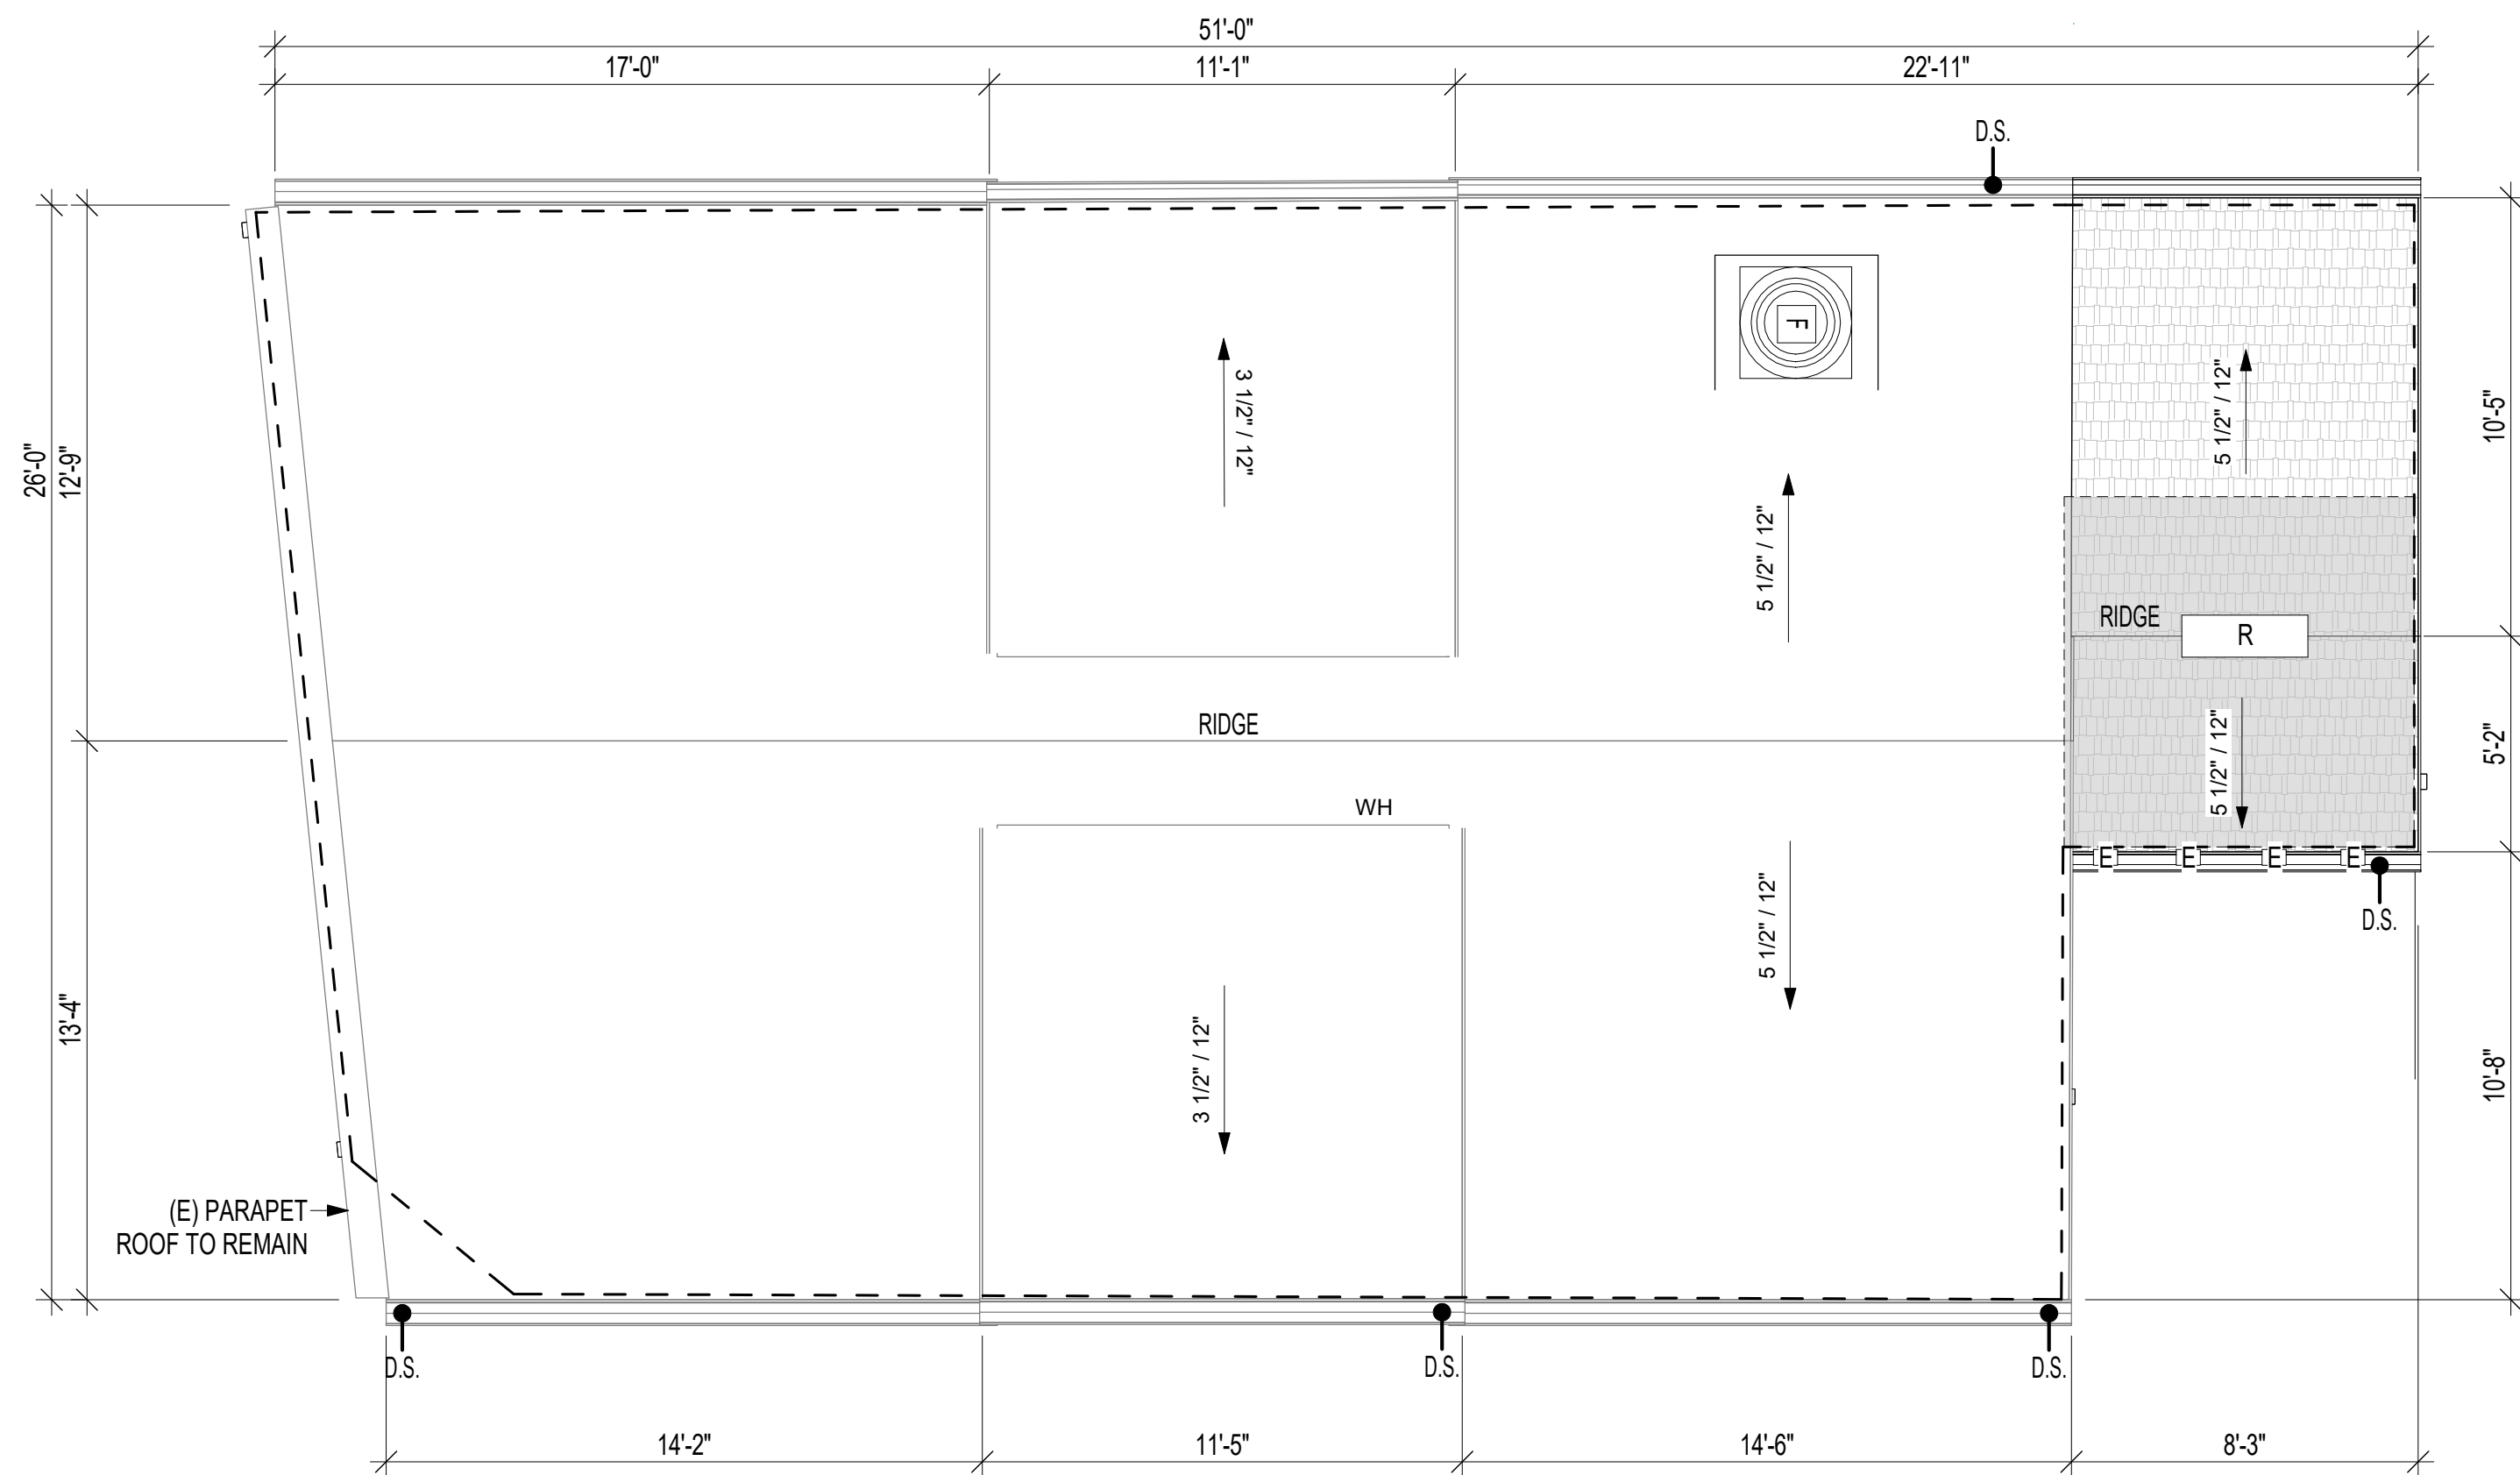 51'-0"
17'-0"
11'-1"
22'-11"
D.S.
F
3 1/2" / 12"
5 1/2" / 12"
5 1/2" / 12"
10'-5"
26'-0"
12'-9"
RIDGE
R
RIDGE
5'-2"
5 1/2" / 12"
WH
E E E E
D.S.
5 1/2" / 12"
3 1/2" / 12"
13'-4"
10'-8"
(E) PARAPET
ROOF TO REMAIN
D.S.
D.S.
D.S.
14'-2"
11'-5"
14'-6"
8'-3"